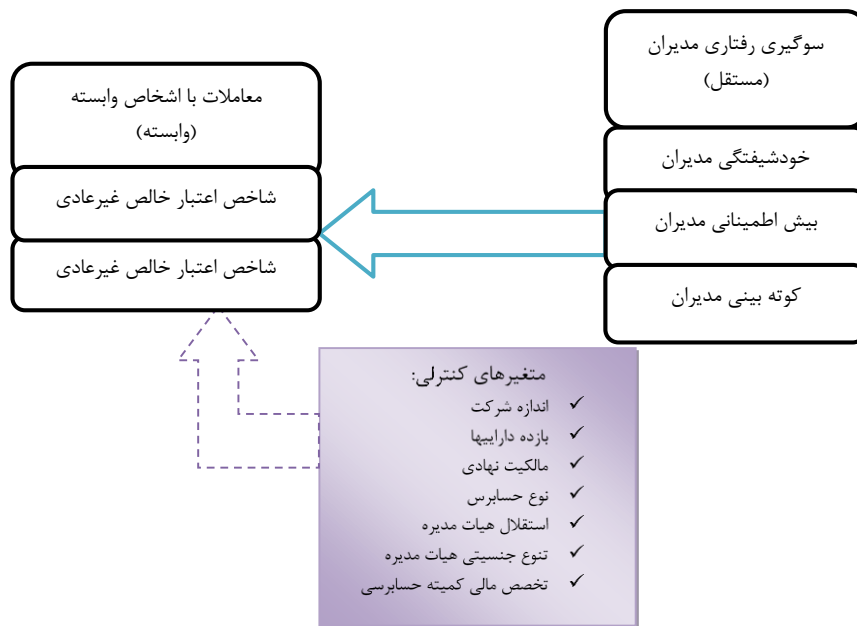 سوگیری رفتاری مدیران
(مستقل)
خودشیفتگی مدیران
بیش اطمینانی مدیران
کوته بینی مدیران
معاملات با اشخاص وابسته
(وابسته)
شاخص اعتبار خالص غیرعادی
شاخص اعتبار خالص غیرعادی
متغیرهای کنترلی:
✓ اندازه شرکت
✓ بازده داراییها
✓ مالکیت نهادی
✓ نوع حسابرس
✓ استقلال هیات مدیره
✓ تنوع جنسیتی هیات مدیره
✓ تخصص مالی کمیته حسابرسی